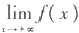 lim f( x )
x→+∞